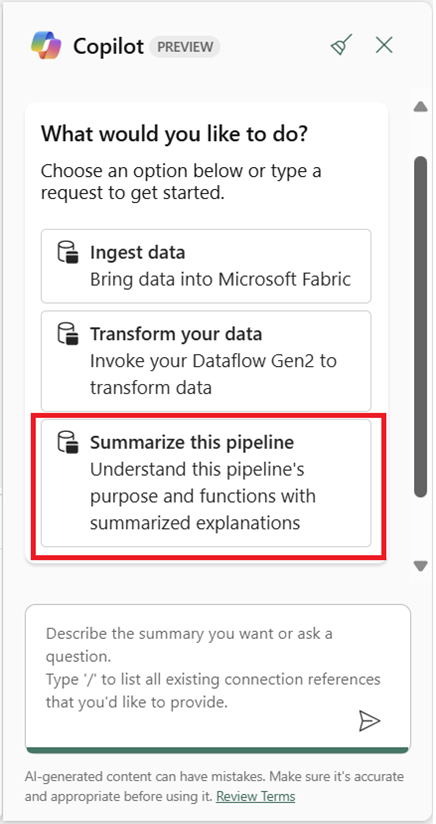 Copilot PREVIEW
What would you like to do?
Choose an option below or type a
request to get started.
Ingest data
Bring data into Microsoft Fabric
Transform your data
Invoke your Dataflow Gen2 to
transform data
Summarize this pipeline
Understand this pipeline's
purpose and functions with
summarized explanations
Describe the summary you want or ask a
question.
Type '/' to list all existing connection references
that you'd like to provide.
AI-generated content can have mistakes. Make sure it's accurate
and appropriate before using it. Review Terms